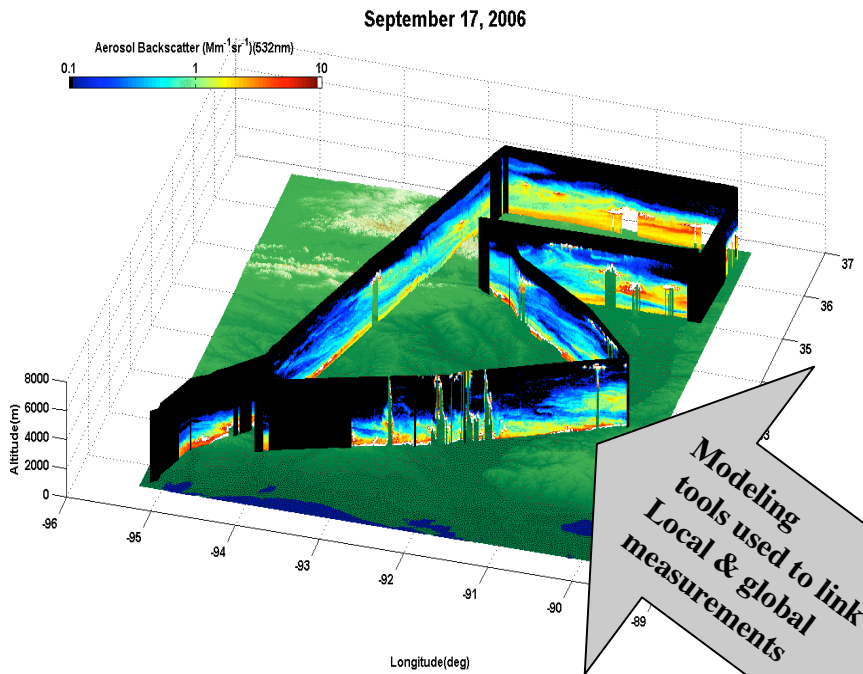 September 17, 2006
Aerosol Backscatter (Mm⁻¹sr⁻¹)(532nm)
0.1 1 10
37
36
35
3
8000
6000
4000
2000
0
Altitude(m)
-96
-95
-94
-93
-92
-91
-90
-89
Longitude(deg)
Modeling
tools used to link
Local & global
measurements